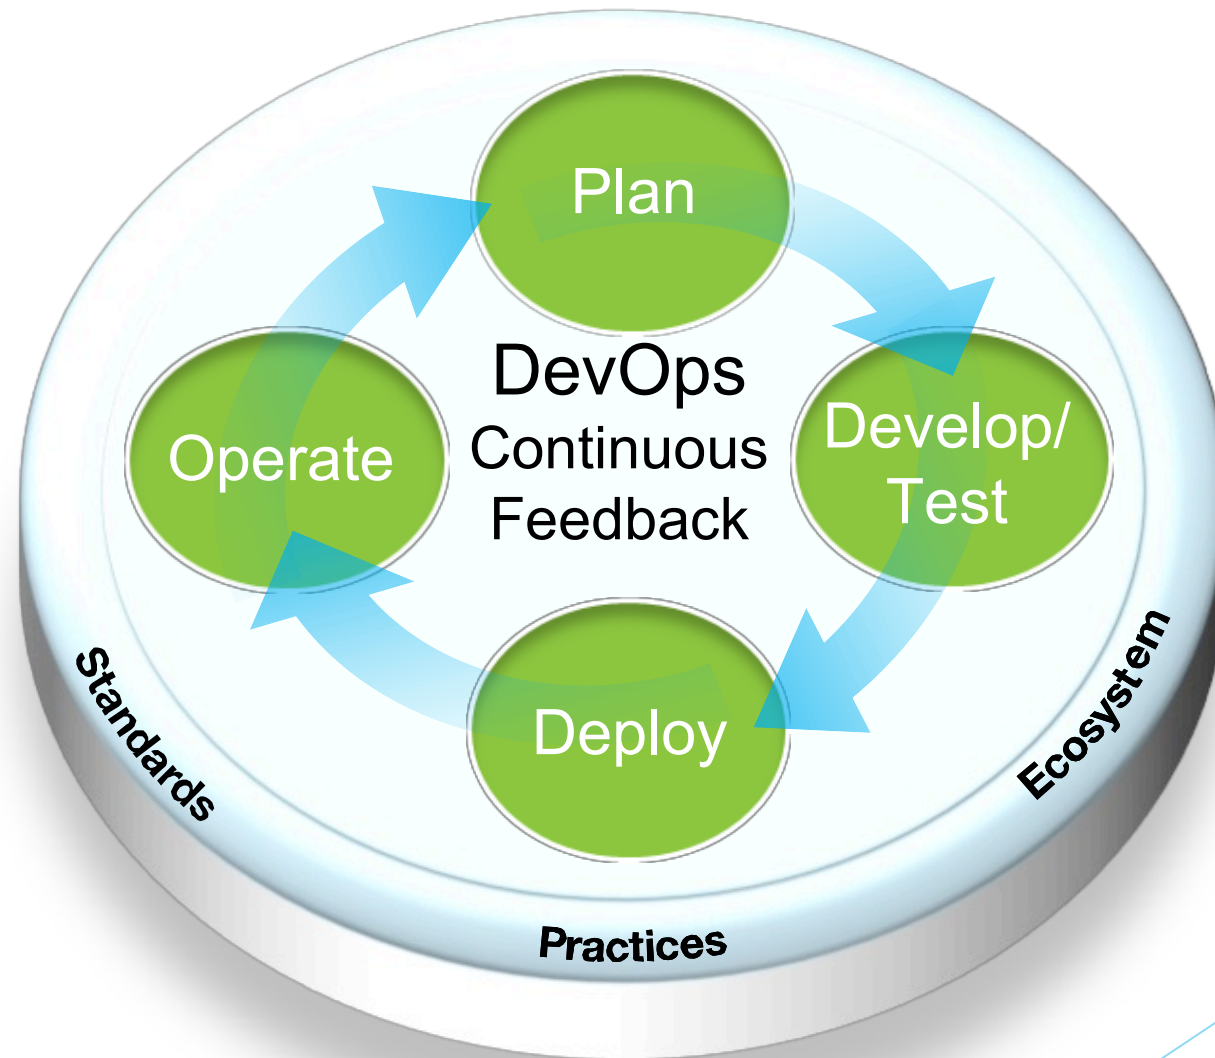 Plan
DevOps
Continuous
Feedback
Operate
Develop/
Test
Deploy
Standards
Practices
Ecosystem